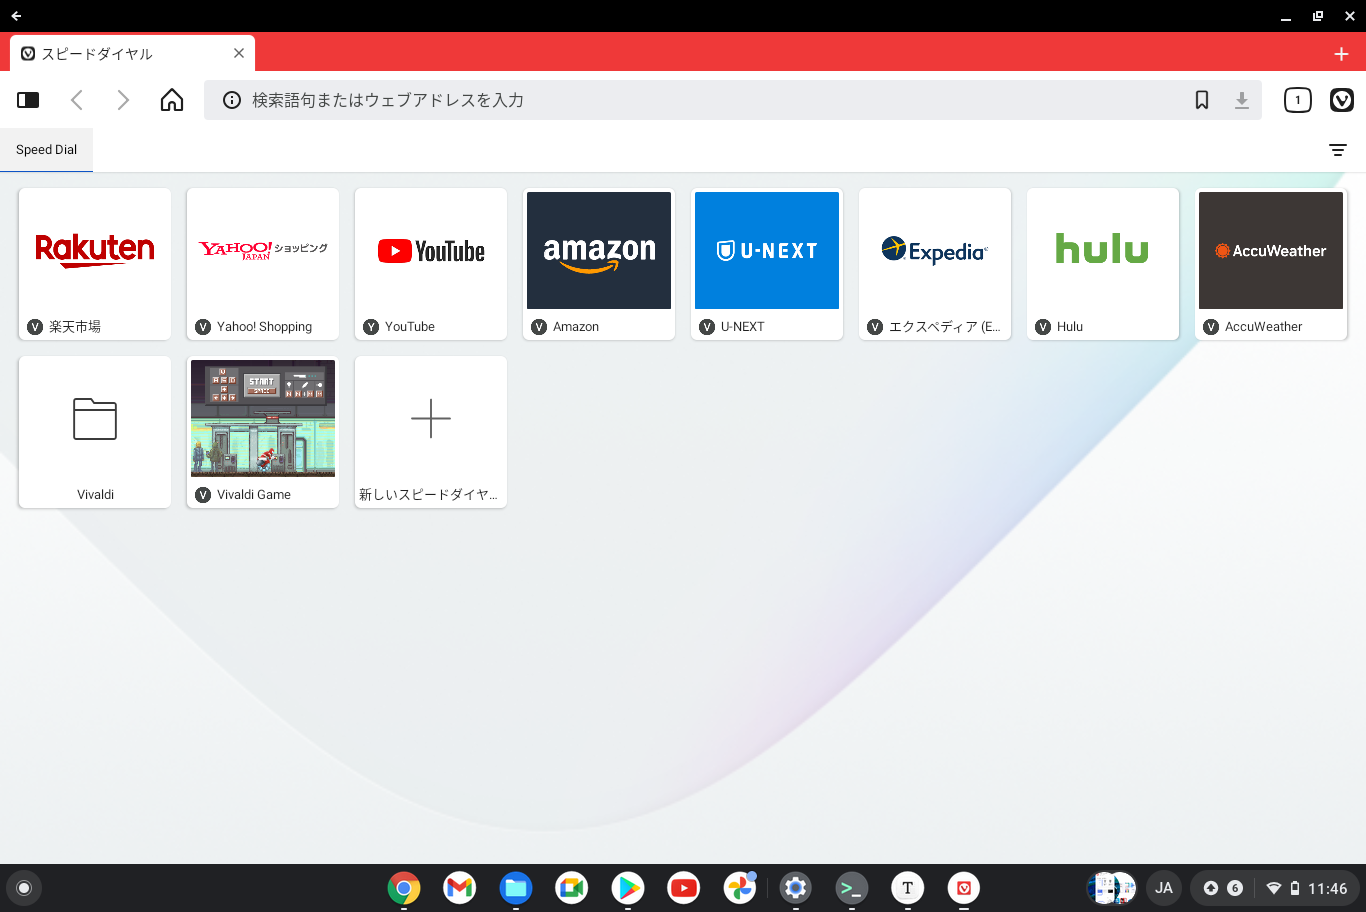 スピードダイヤル
検索語句またはウェブアドレスを入力
1
Speed Dial
Rakuten
YAHOO! ショッピング
JAPAN
YouTube
amazon
U-NEXT
Expedia
hulu
AccuWeather
V 楽天市場
V Yahoo! Shopping
Y YouTube
V Amazon
V U-NEXT
V エクスペディア (E...
V Hulu
V AccuWeather
START
Vivaldi
V Vivaldi Game
新しいスピードダイヤ...
>_
T
JA
6
11:46